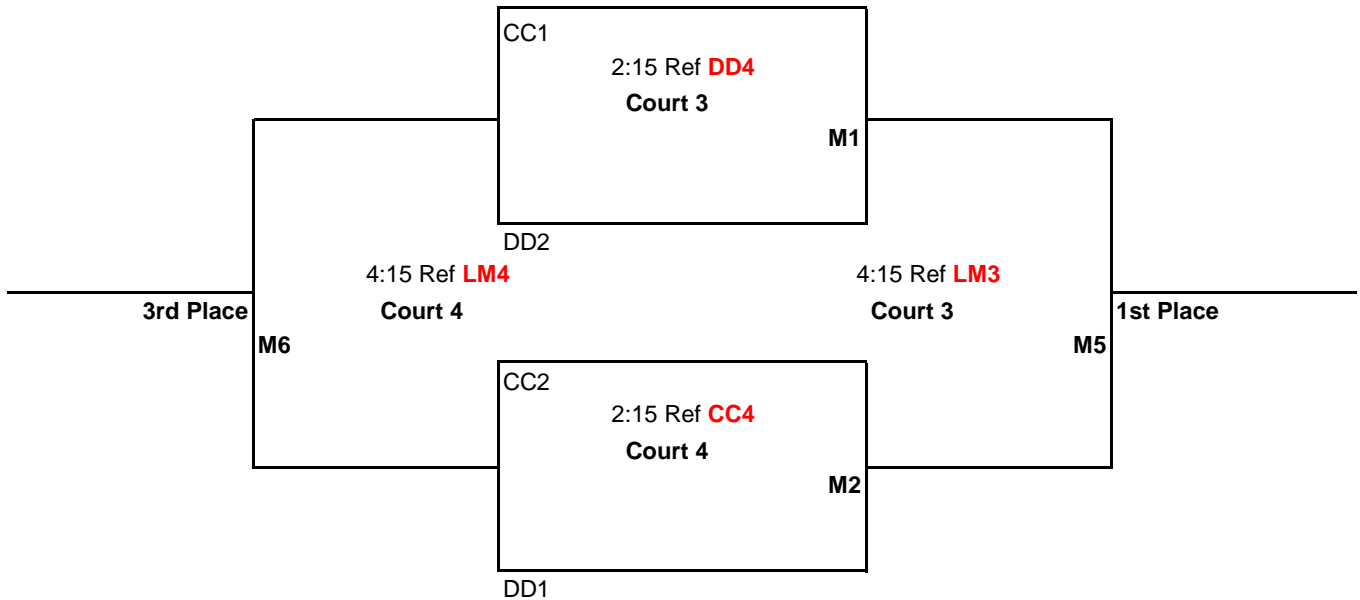 CC1
2:15 Ref DD4
Court 3
M1
DD2
4:15 Ref LM4
4:15 Ref LM3
3rd Place
Court 4
Court 3
1st Place
M6
M5
CC2
2:15 Ref CC4
Court 4
M2
DD1